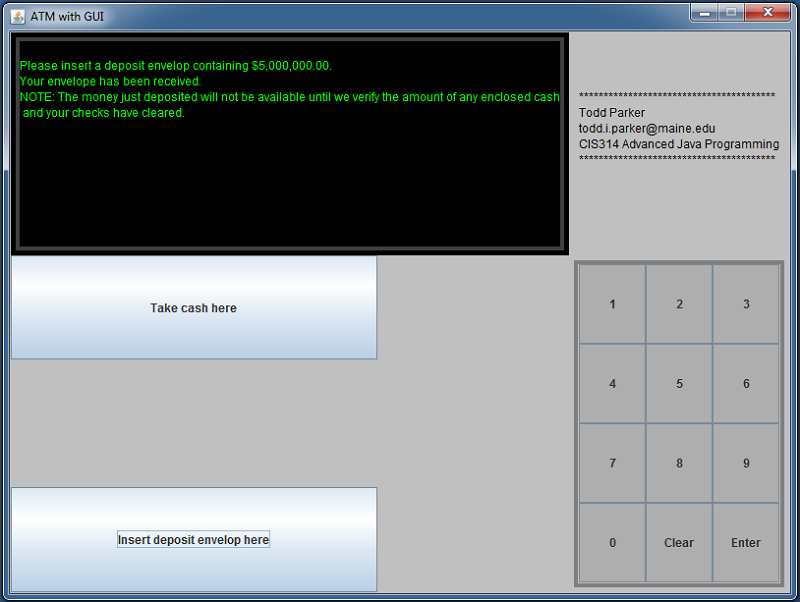 ATM with GUI
Please insert a deposit envelop containing $5,000,000.00.
Your envelope has been received.
NOTE: The money just deposited will not be available until we verify the amount of any enclosed cash
and your checks have cleared.
****************************************
Todd Parker
todd.i.parker@maine.edu
CIS314 Advanced Java Programming
****************************************
Take cash here
Insert deposit envelop here
1 2 3
4 5 6
7 8 9
0 Clear Enter